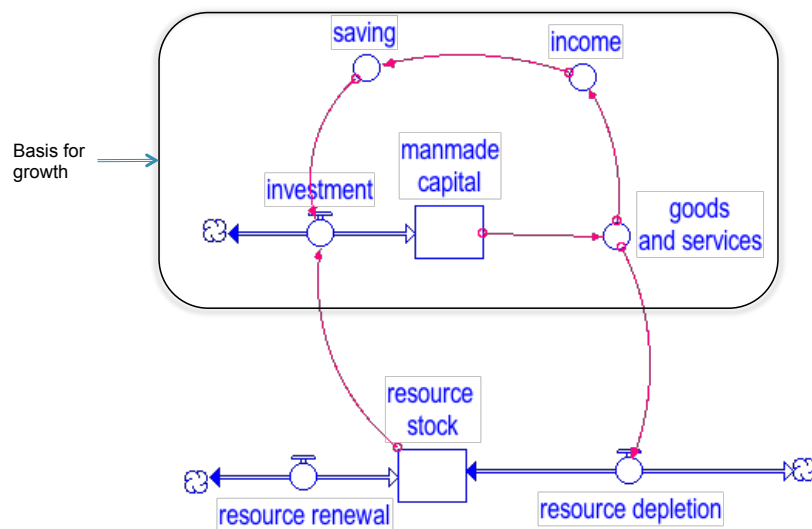 saving
income
Basis for
growth
manmade
capital
investment
goods
and services
resource
stock
resource renewal
resource depletion